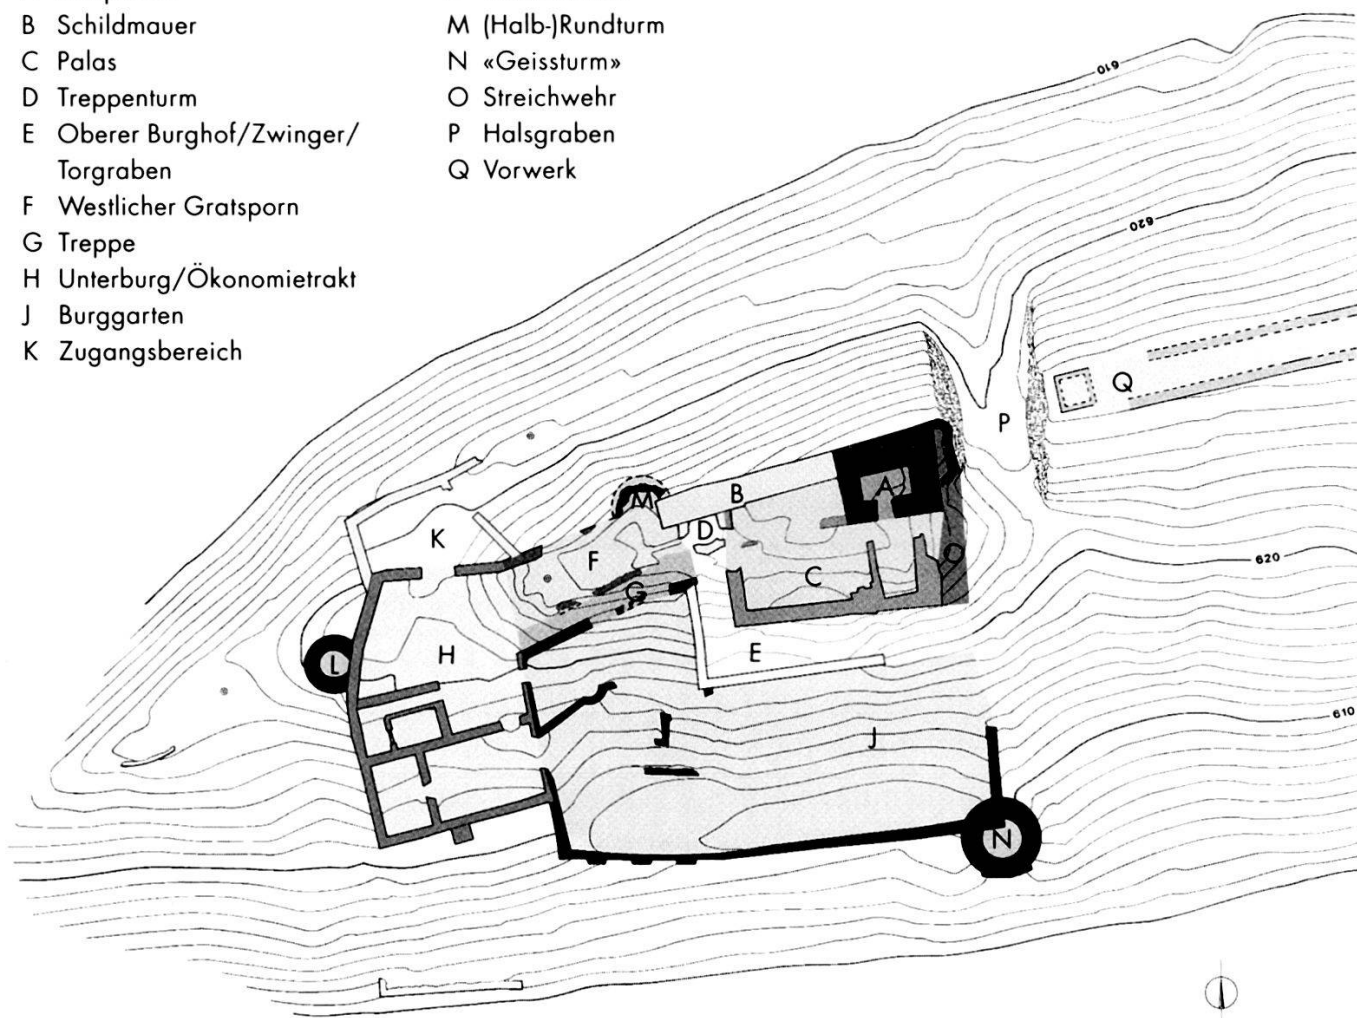 B Schildmauer
C Palas
D Treppenturm
E Oberer Burghof/Zwinger/
Torgraben
F Westlicher Gratsporn
G Treppe
H Unterburg/Ökonomietrakt
J Burggarten
K Zugangsbereich
M (Halb-)Rundturm
N «Geissturm»
O Streichwehr
P Halsgraben
Q Vorwerk
610
620
Q
P
A
B
M
D
K
F
C
O
G
620
H
E
L
J
J
610
N